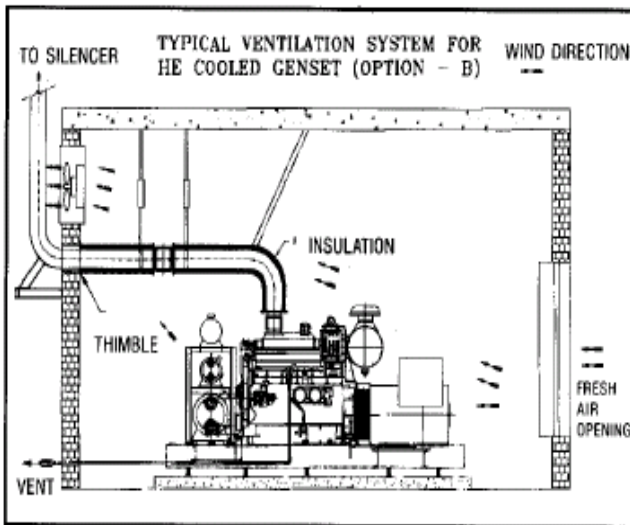 TYPICAL VENTILATION SYSTEM FOR
HE COOLED GENSET (OPTION - B)
WIND DIRECTION
TO SILENCER
INSULATION
THIMBLE
FRESH
AIR
OPENING
VENT